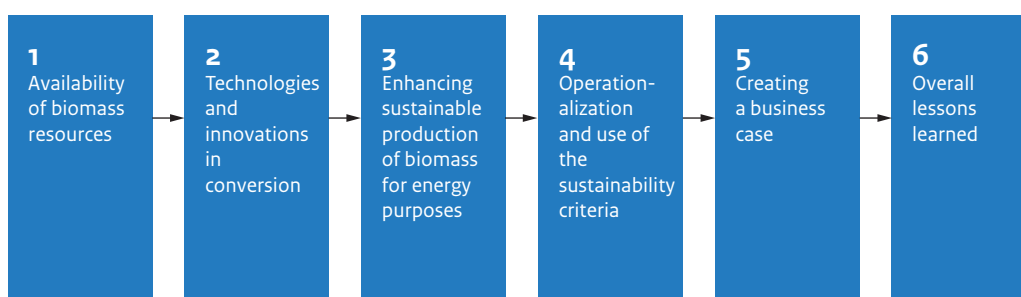 1
Availability
of biomass
resources
2
Technologies
and
innovations
in
conversion
3
Enhancing
sustainable
production
of biomass
for energy
purposes
4
Operation-
alization
and use of
the
sustainability
criteria
5
Creating
a business
case
6
Overall
lessons
learned